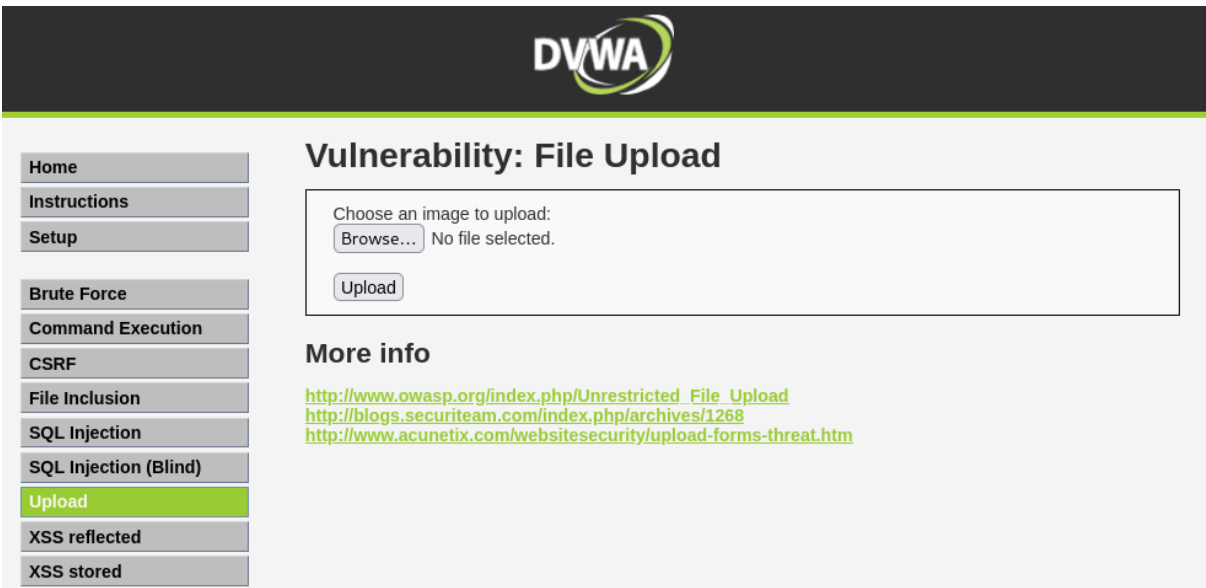 DVWA
Home
Instructions
Setup
Brute Force
Command Execution
CSRF
File Inclusion
SQL Injection
SQL Injection (Blind)
Upload
XSS reflected
XSS stored
Vulnerability: File Upload
Choose an image to upload:
Browse... No file selected.
Upload
More info
http://www.owasp.org/index.php/Unrestricted_File_Upload
http://blogs.securiteam.com/index.php/archives/1268
http://www.acunetix.com/websitesecurity/upload-forms-threat.htm